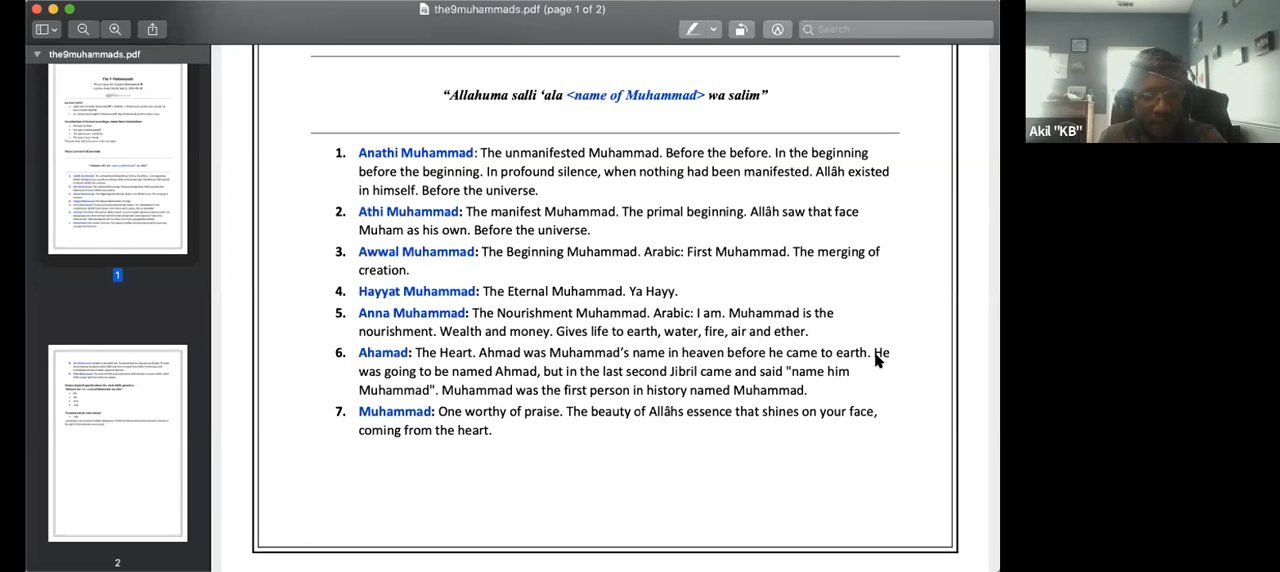 the9muhammads.pdf (page 1 of 2)
Search
the9muhammads.pdf
"Allahuma salli 'ala <name of Muhammad> wa salim"
1. Anathi Muhammad: The unmanifested Muhammad. Before the before. In the beginning
before the beginning. In profound silence, when nothing had been manifested. Allâh existed
in himself. Before the universe.
2. Athi Muhammad: The manifest Muhammad. The primal beginning. Allâh saw that face
Muham as his own. Before the universe.
3. Awwal Muhammad: The Beginning Muhammad. Arabic: First Muhammad. The merging of
creation.
4. Hayyat Muhammad: The Eternal Muhammad. Ya Hayy.
5. Anna Muhammad: The Nourishment Muhammad. Arabic: I am. Muhammad is the
nourishment. Wealth and money. Gives life to earth, water, fire, air and ether.
6. Ahamad: The Heart. Ahmad was Muhammad's name in heaven before he came to earth. He
was going to be named Ahmad but in the last second Jibril came and said "name him
Muhammad". Muhammad was the first person in history named Muhammad.
7. Muhammad: One worthy of praise. The beauty of Allâhs essence that shines on your face,
coming from the heart.
1
2
Akil "KB"